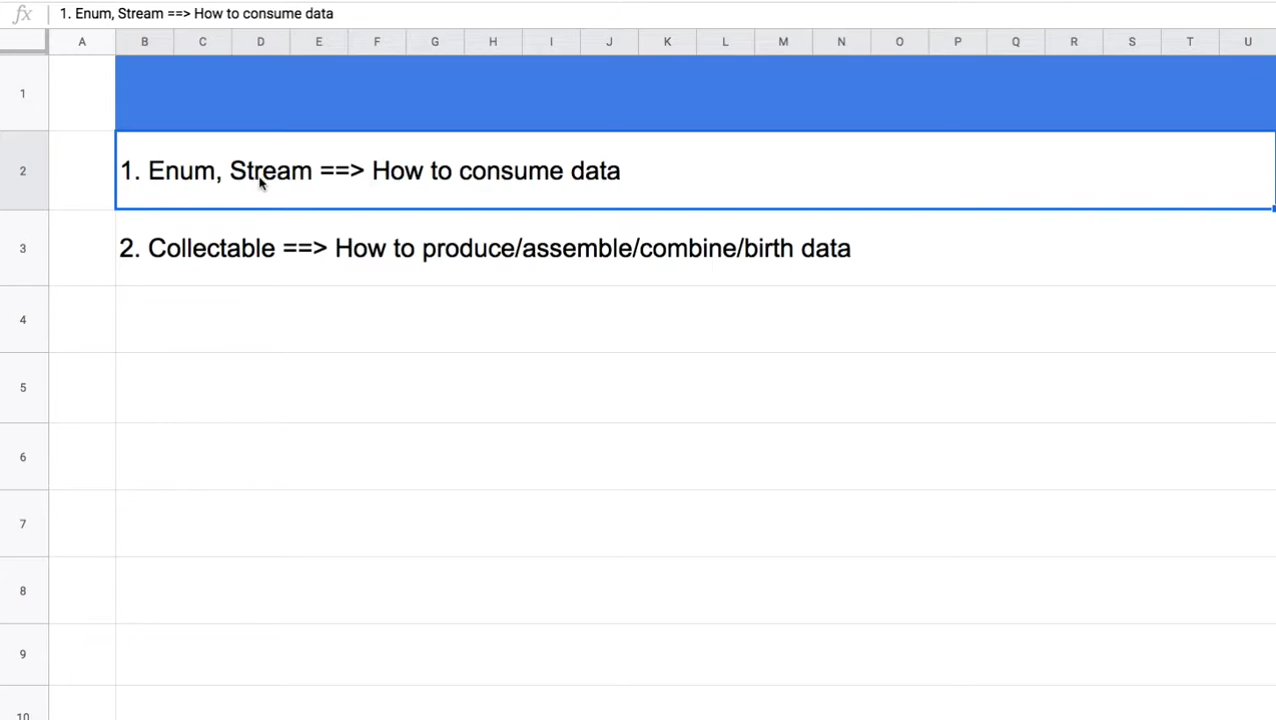 fx 1. Enum, Stream ==> How to consume data
A B C D E F G H I J K L M N O P Q R S T U
1
2 1. Enum, Stream ==> How to consume data
3 2. Collectable ==> How to produce/assemble/combine/birth data
4
5
6
7
8
9
10